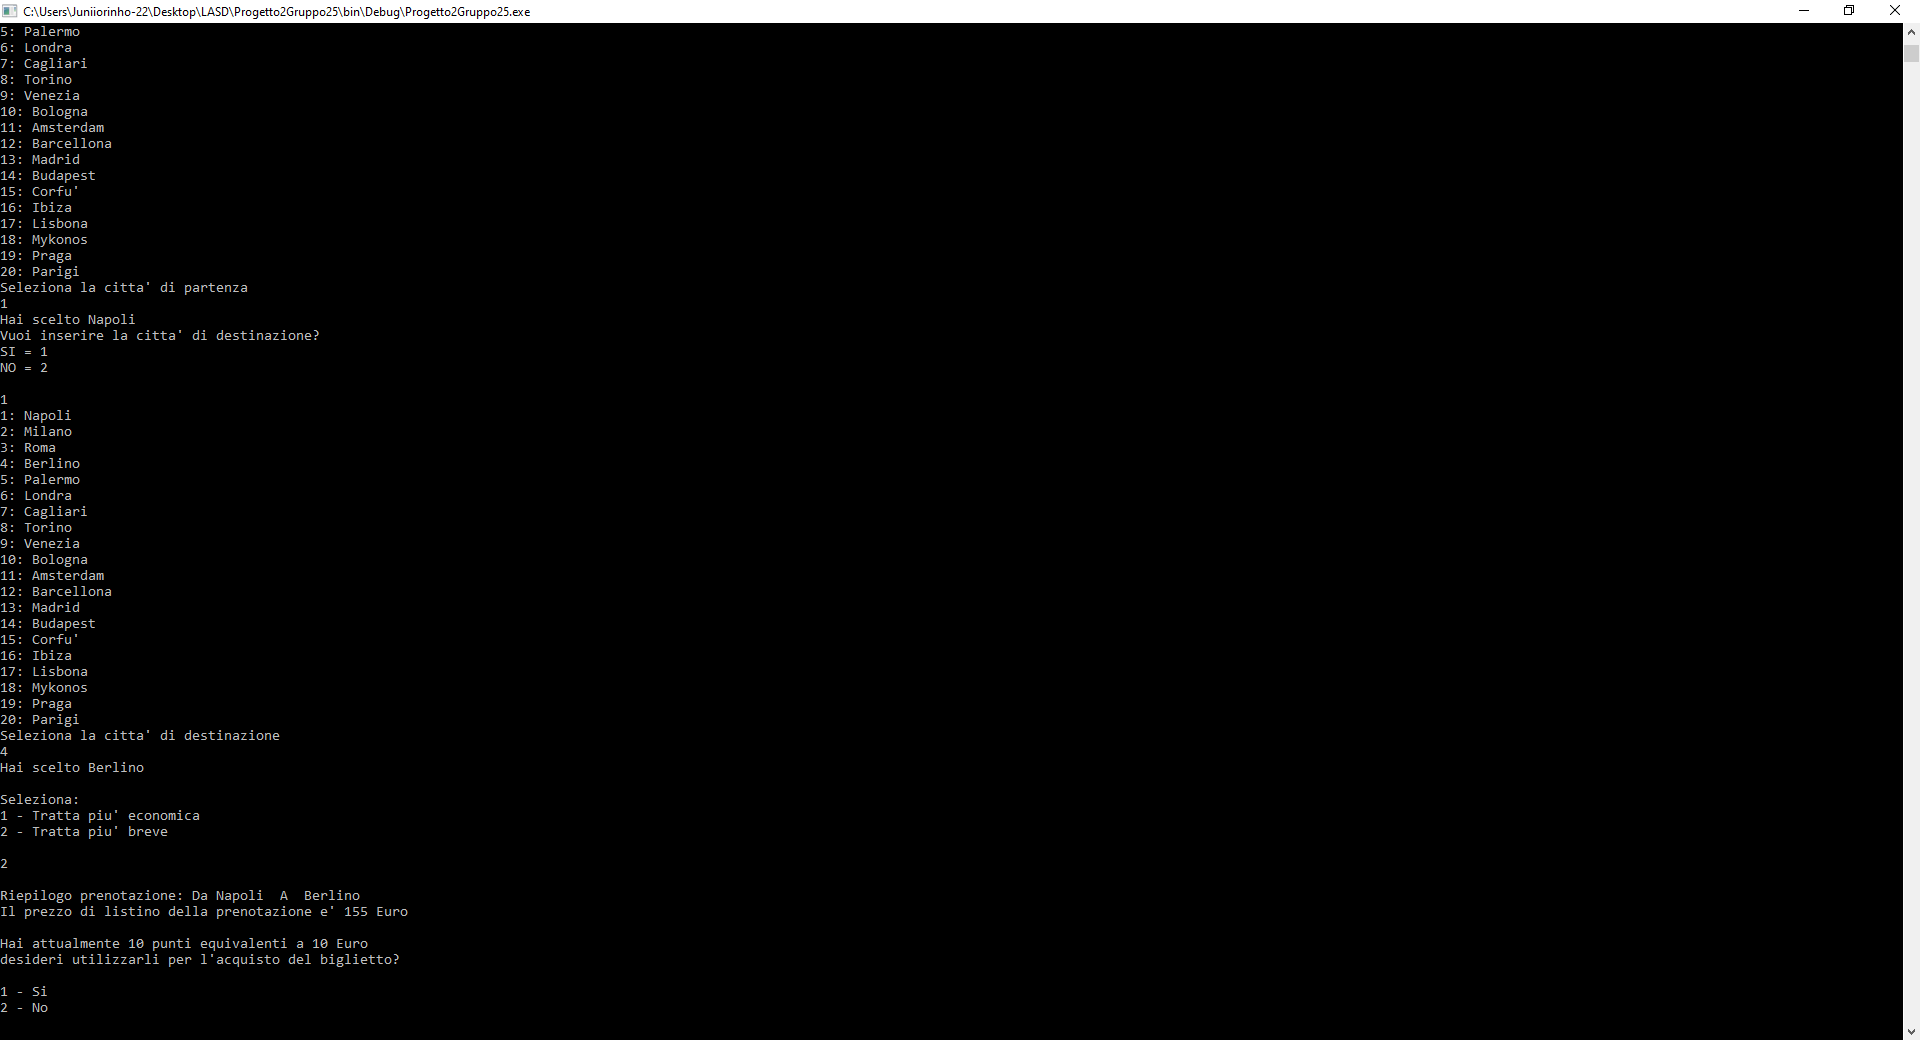 C:\Users\Juniiorinho-22\Desktop\LASD\Progetto2Gruppo25\bin\Debug\Progetto2Gruppo25.exe
5: Palermo
6: Londra
7: Cagliari
8: Torino
9: Venezia
10: Bologna
11: Amsterdam
12: Barcellona
13: Madrid
14: Budapest
15: Corfu'
16: Ibiza
17: Lisbona
18: Mykonos
19: Praga
20: Parigi
Seleziona la citta' di partenza
1
Hai scelto Napoli
Vuoi inserire la citta' di destinazione?
SI = 1
NO = 2
1
1: Napoli
2: Milano
3: Roma
4: Berlino
5: Palermo
6: Londra
7: Cagliari
8: Torino
9: Venezia
10: Bologna
11: Amsterdam
12: Barcellona
13: Madrid
14: Budapest
15: Corfu'
16: Ibiza
17: Lisbona
18: Mykonos
19: Praga
20: Parigi
Seleziona la citta' di destinazione
4
Hai scelto Berlino
Seleziona:
1 - Tratta piu' economica
2 - Tratta piu' breve
2
Riepilogo prenotazione: Da Napoli  A  Berlino
Il prezzo di listino della prenotazione e' 155 Euro
Hai attualmente 10 punti equivalenti a 10 Euro
desideri utilizzarli per l'acquisto del biglietto?
1 - Si
2 - No